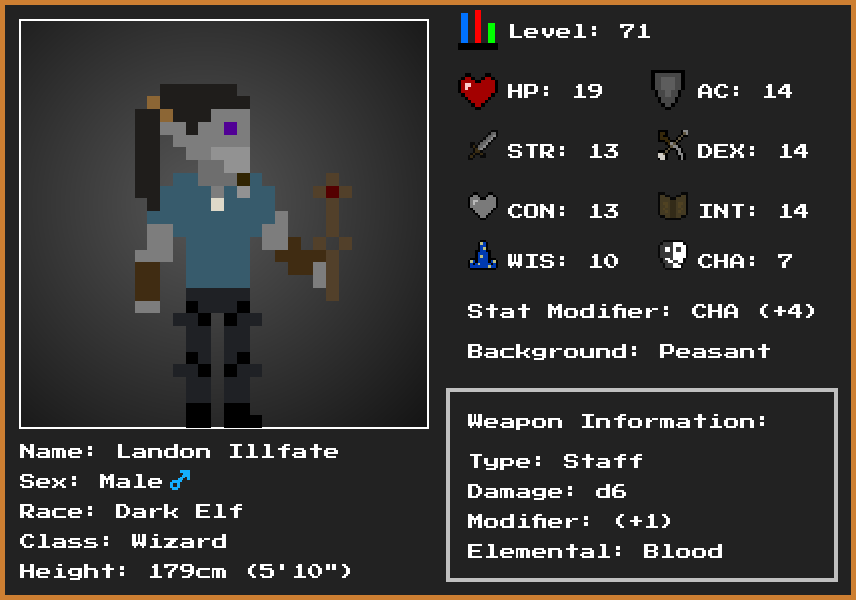 Level: 71
HP: 19
AC: 14
STR: 13
DEX: 14
CON: 13
INT: 14
WIS: 10
CHA: 7
Stat Modifier: CHA (+4)
Background: Peasant
Weapon Information:
Type: Staff
Damage: d6
Modifier: (+1)
Elemental: Blood
Name: Landon Illfate
Sex: Male♂
Race: Dark Elf
Class: Wizard
Height: 179cm (5'10")